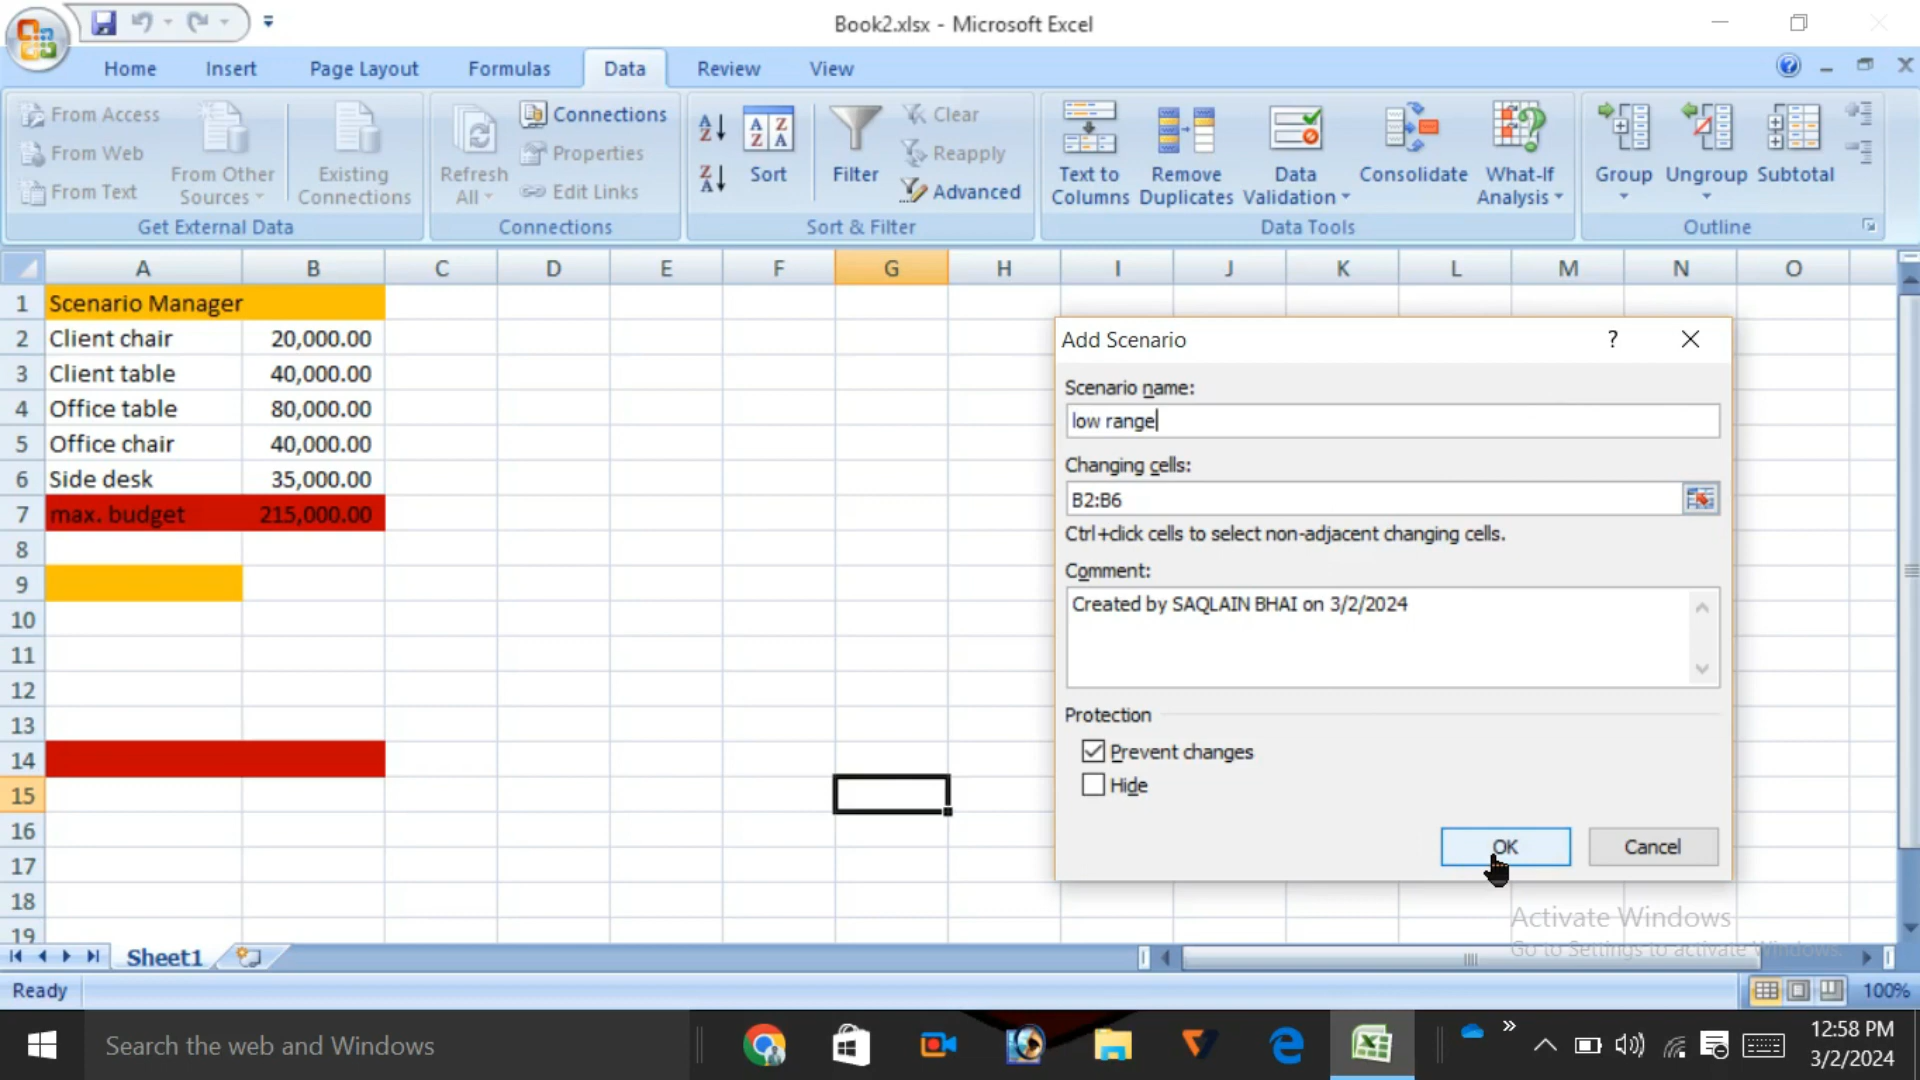 Book2.xlsx - Microsoft Excel
Home Insert Page Layout Formulas Data Review View
From Access
From Web
From Text
From Other
Sources
Existing
Connections
Get External Data
Refresh
All
Connections
Properties
Edit Links
Connections
A
Z
Z
A
A Z
Z A
Sort
Filter
Clear
Reapply
Advanced
Sort & Filter
Text to
Columns
Remove
Duplicates
Data
Validation
Consolidate
What-If
Analysis
Data Tools
Group
Ungroup
Subtotal
Outline
A B C D E F G H I J K L M N O
1 Scenario Manager
2 Client chair 20,000.00
3 Client table 40,000.00
4 Office table 80,000.00
5 Office chair 40,000.00
6 Side desk 35,000.00
7 max. budget 215,000.00
8
9
10
11
12
13
14
15
16
17
18
19
Add Scenario ?
Scenario name:
low range
Changing cells:
B2:B6
Ctrl+click cells to select non-adjacent changing cells.
Comment:
Created by SAQLAIN BHAI on 3/2/2024
Protection
Prevent changes
Hide
OK Cancel
Activate Windows
Go to Settings to activate Windows.
Sheet1
Ready
100%
Search the web and Windows
12:58 PM
3/2/2024